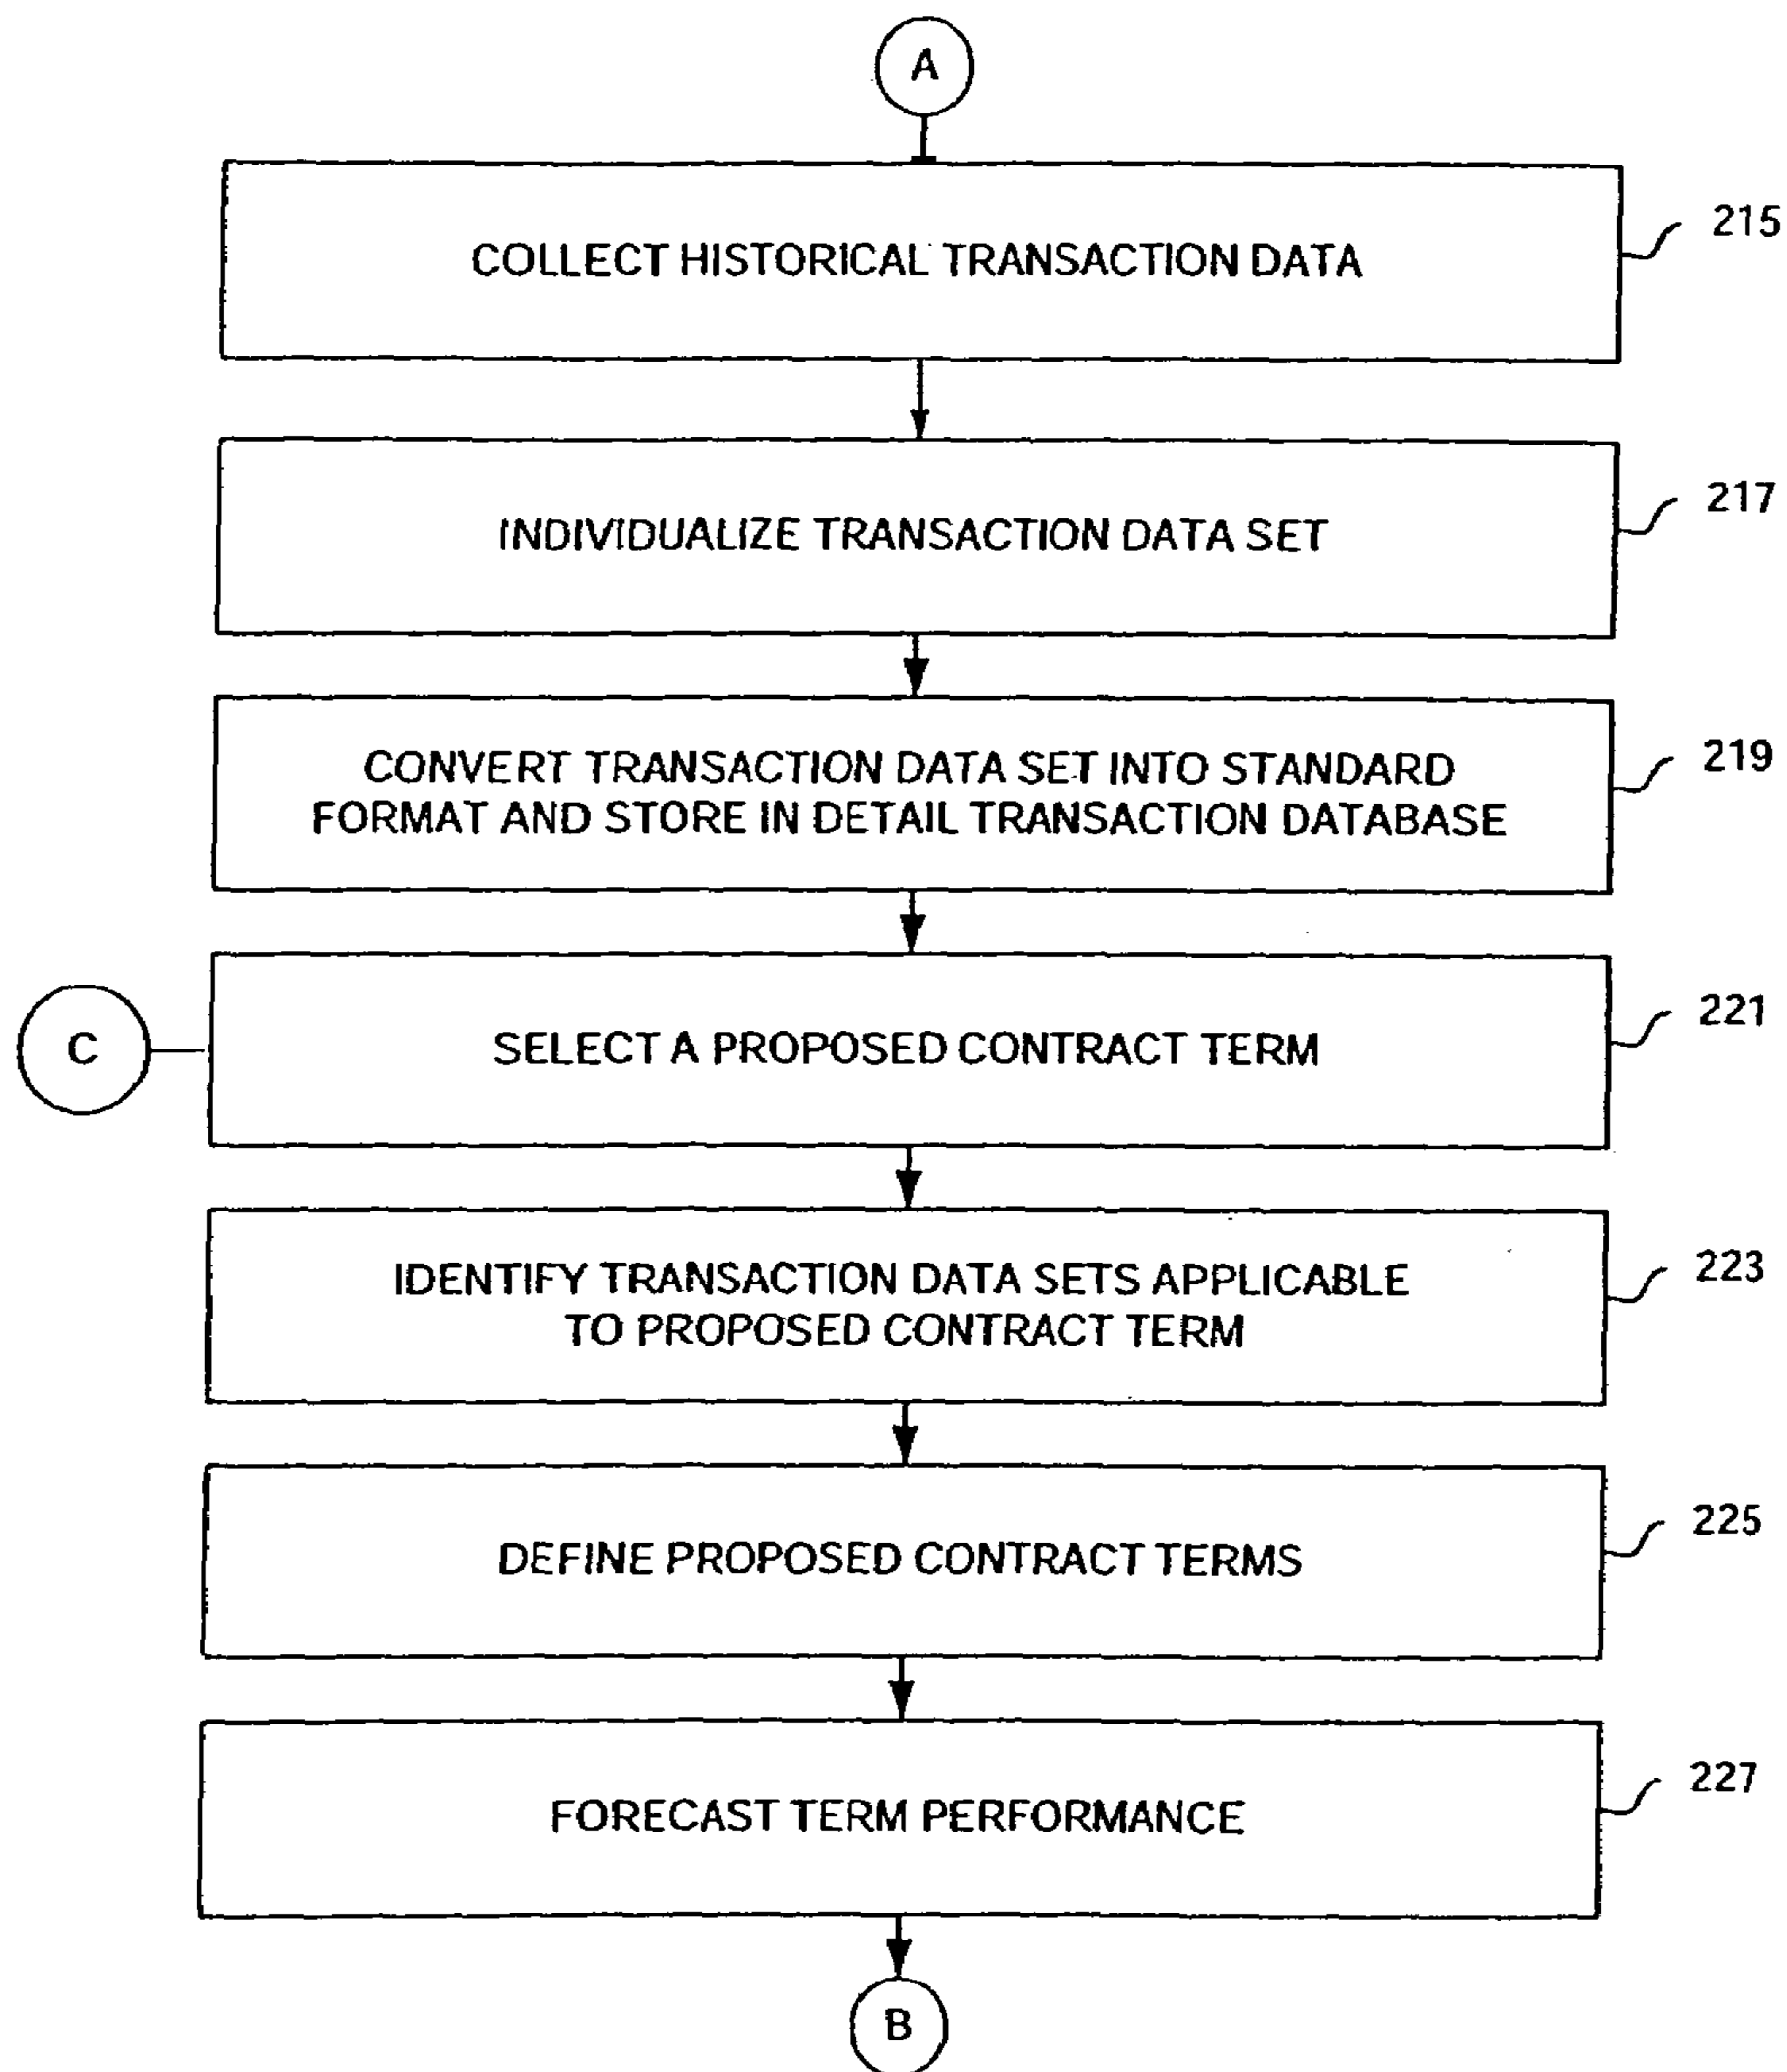 A
COLLECT HISTORICAL TRANSACTION DATA
215
INDIVIDUALIZE TRANSACTION DATA SET
217
CONVERT TRANSACTION DATA SET INTO STANDARD
FORMAT AND STORE IN DETAIL TRANSACTION DATABASE
219
C
SELECT A PROPOSED CONTRACT TERM
221
IDENTIFY TRANSACTION DATA SETS APPLICABLE
TO PROPOSED CONTRACT TERM
223
DEFINE PROPOSED CONTRACT TERMS
225
FORECAST TERM PERFORMANCE
227
B